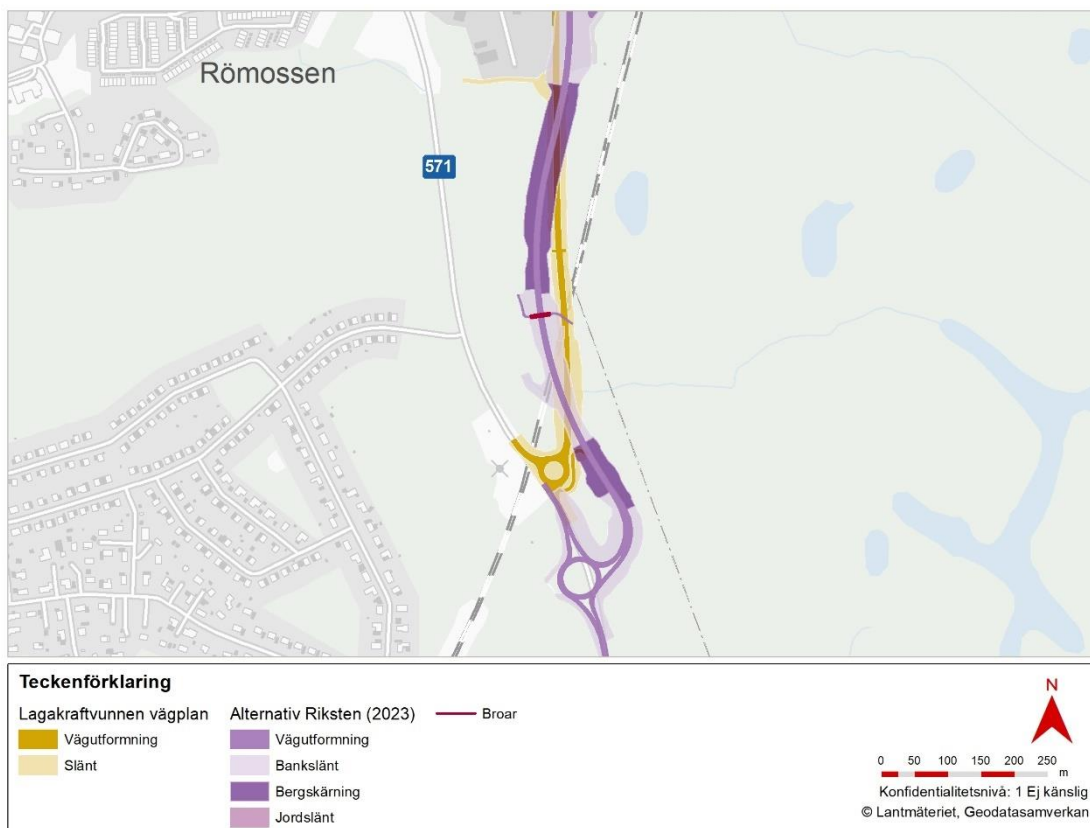 Römossen
571
Teckenförklaring
Lagakraftvunnen vägplan
Vägutformning
Slänt
Alternativ Riksten (2023)
Vägutformning
Bankslänt
Bergskärning
Jordslänt
Broar
N
0 50 100 150 200 250
m
Konfidentialitetsnivå: 1 Ej känslig
© Lantmäteriet, Geodatasamverkan